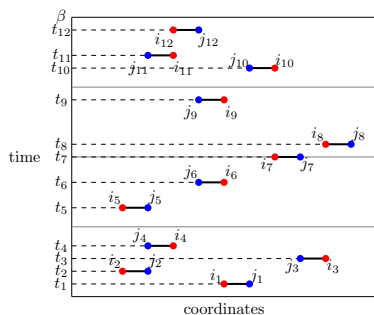 β
t₁₂ i₁₂ j₁₂
t₁₁ j₁₁ i₁₁
t₁₀ j₁₀ i₁₀
t₉ j₉ i₉
t₈ i₈ j₈
time t₇ i₇ j₇
t₆ j₆ i₆
t₅ i₅ j₅
t₄ j₄ i₄
t₃ j₃ i₃
t₂ i₂ j₂
t₁ i₁ j₁
coordinates